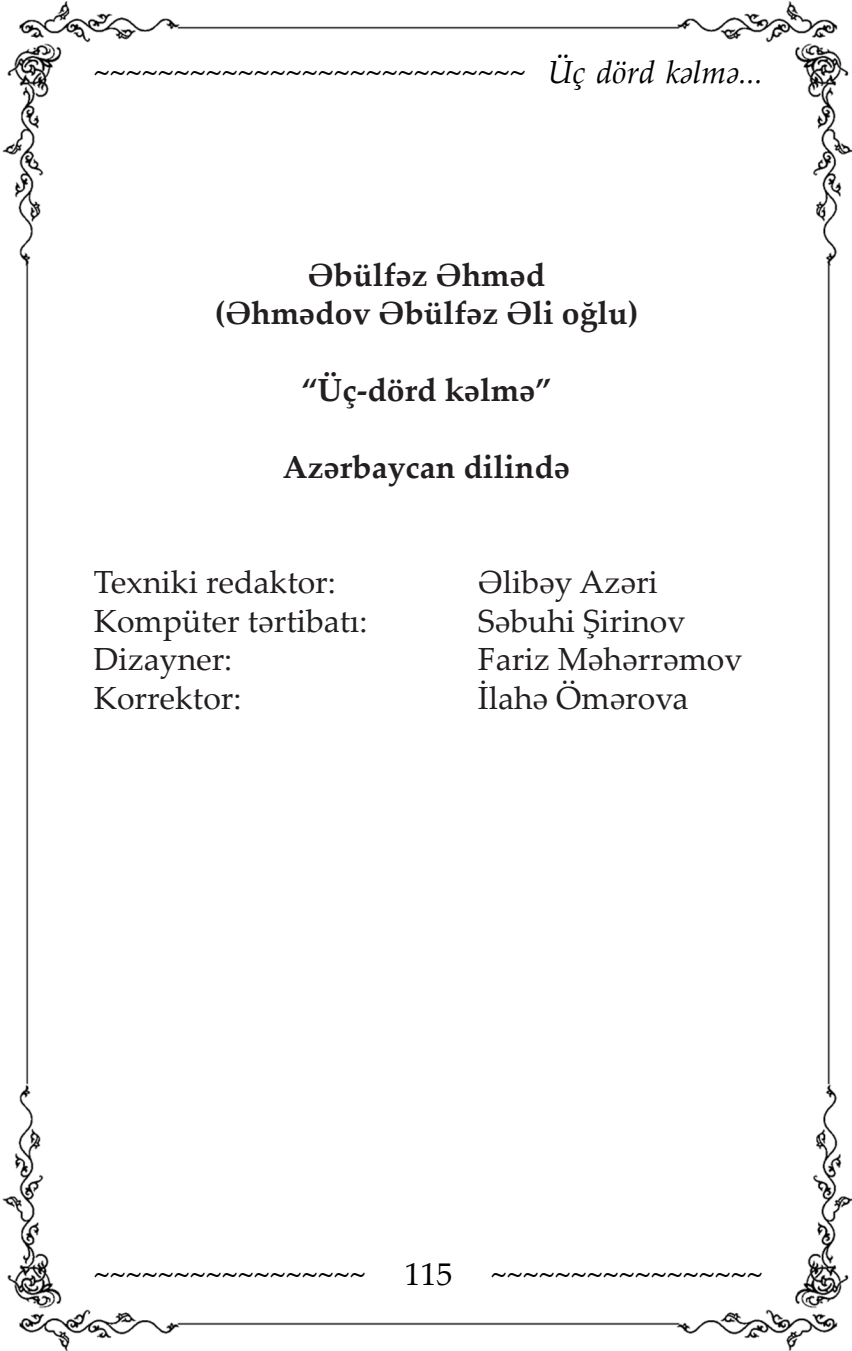 ~~~~~~~~~~~~~~~~~~~~~~~~~~~ Üç dörd kəlmə...
Əbülfəz Əhməd
(Əhmədov Əbülfəz Əli oğlu)
“Üç-dörd kəlmə”
Azərbaycan dilində
Texniki redaktor: Əlibəy Azəri
Kompüter tərtibatı: Səbuhi Şirinov
Dizayner: Fariz Məhərrəmov
Korrektor: İlahə Ömərova
~~~~~~~~~~~~~~~~~ 115 ~~~~~~~~~~~~~~~~~